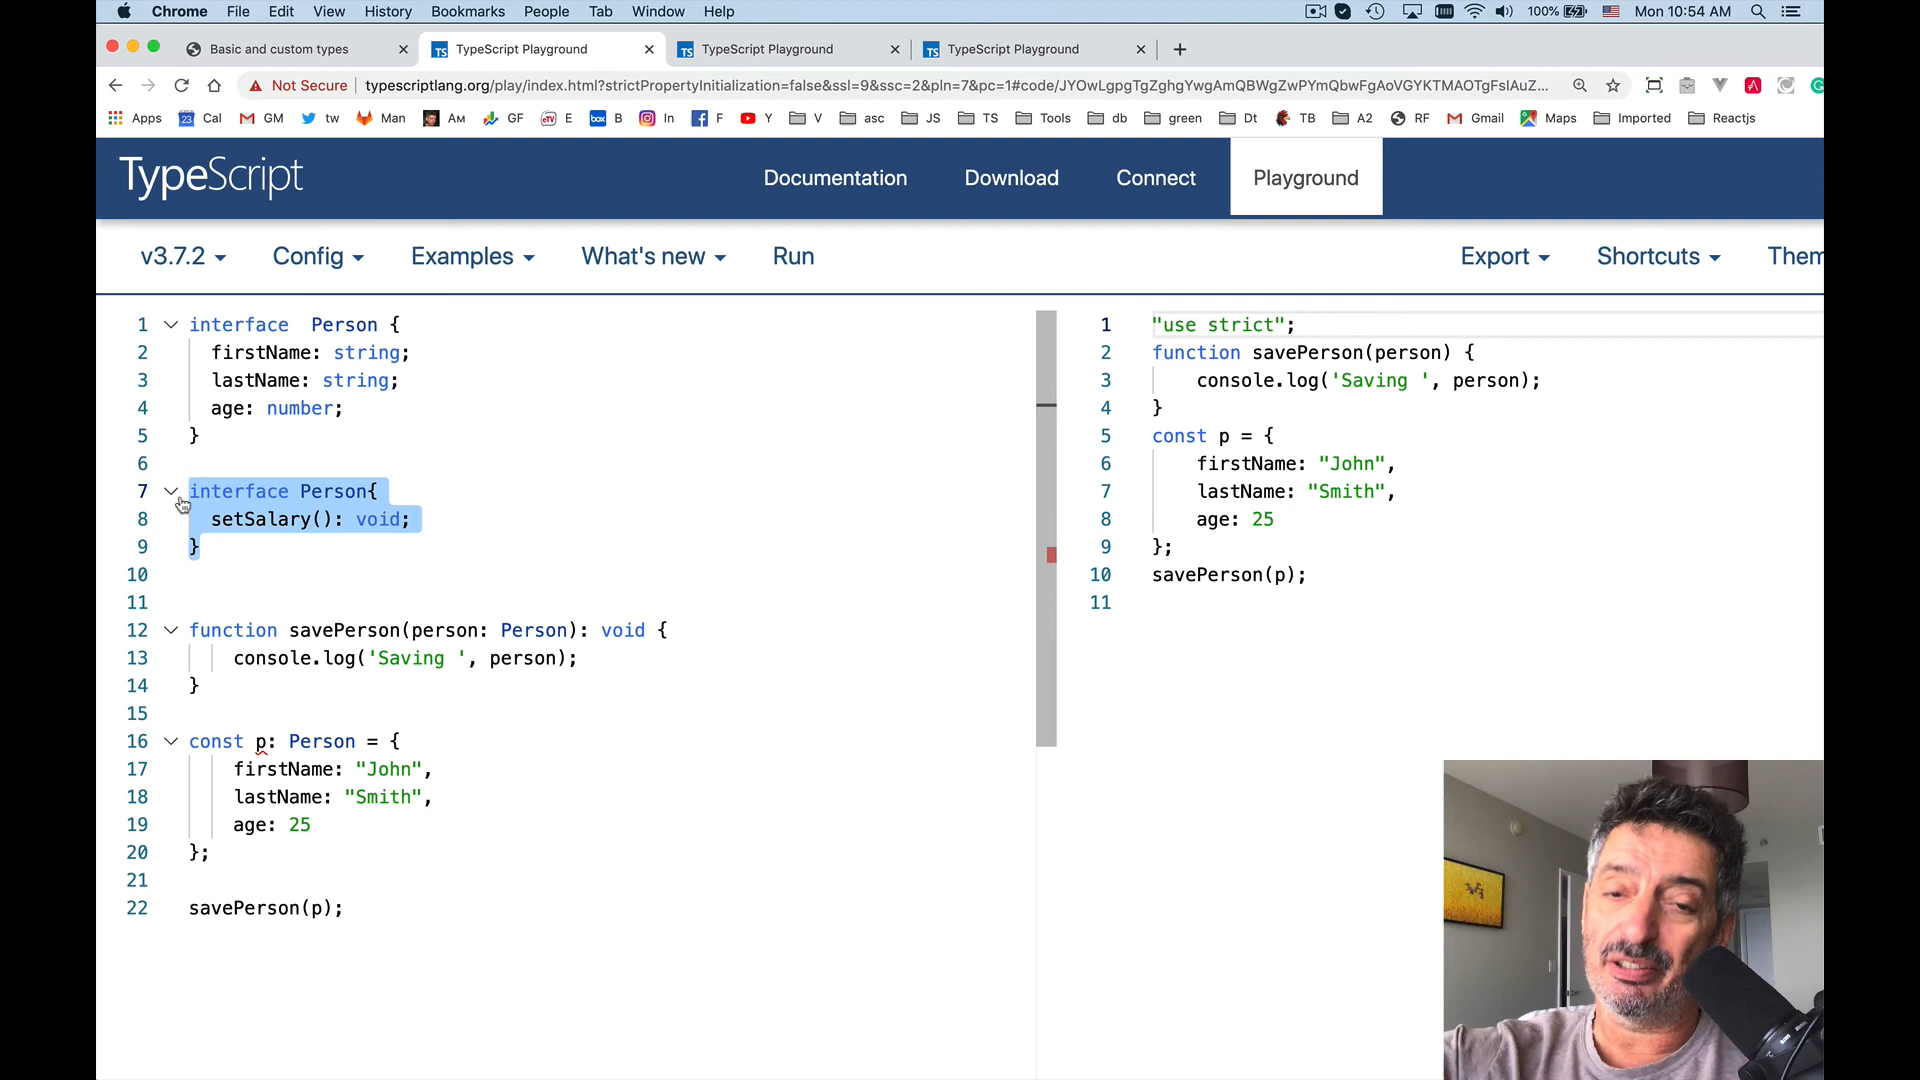 Chrome File Edit View History Bookmarks People Tab Window Help 100% Mon 10:54 AM
Basic and custom types TypeScript Playground TypeScript Playground TypeScript Playground
Not Secure typescriptlang.org/play/index.html?strictPropertyInitialization=false&ssl=9&ssc=2&pln=7&pc=1#code/JYOwLgpgTgZghgYwgAmQBWgZwPYmQbwFgAoVGYKTMAOTgFsIAuZ...
Apps Cal GM tw Man Ам GF E B In F Y V asc JS TS Tools db green Dt TB A2 RF Gmail Maps Imported Reactjs
TypeScript Documentation Download Connect Playground
v3.7.2 Config Examples What's new Run Export Shortcuts Them
1 interface  Person {
2 firstName: string;
3 lastName: string;
4 age: number;
5 }
6
7 interface Person{
8 setSalary(): void;
9 }
10
11
12 function savePerson(person: Person): void {
13 console.log('Saving ', person);
14 }
15
16 const p: Person = {
17 firstName: "John",
18 lastName: "Smith",
19 age: 25
20 };
21
22 savePerson(p);
1 "use strict";
2 function savePerson(person) {
3 console.log('Saving ', person);
4 }
5 const p = {
6 firstName: "John",
7 lastName: "Smith",
8 age: 25
9 };
10 savePerson(p);
11